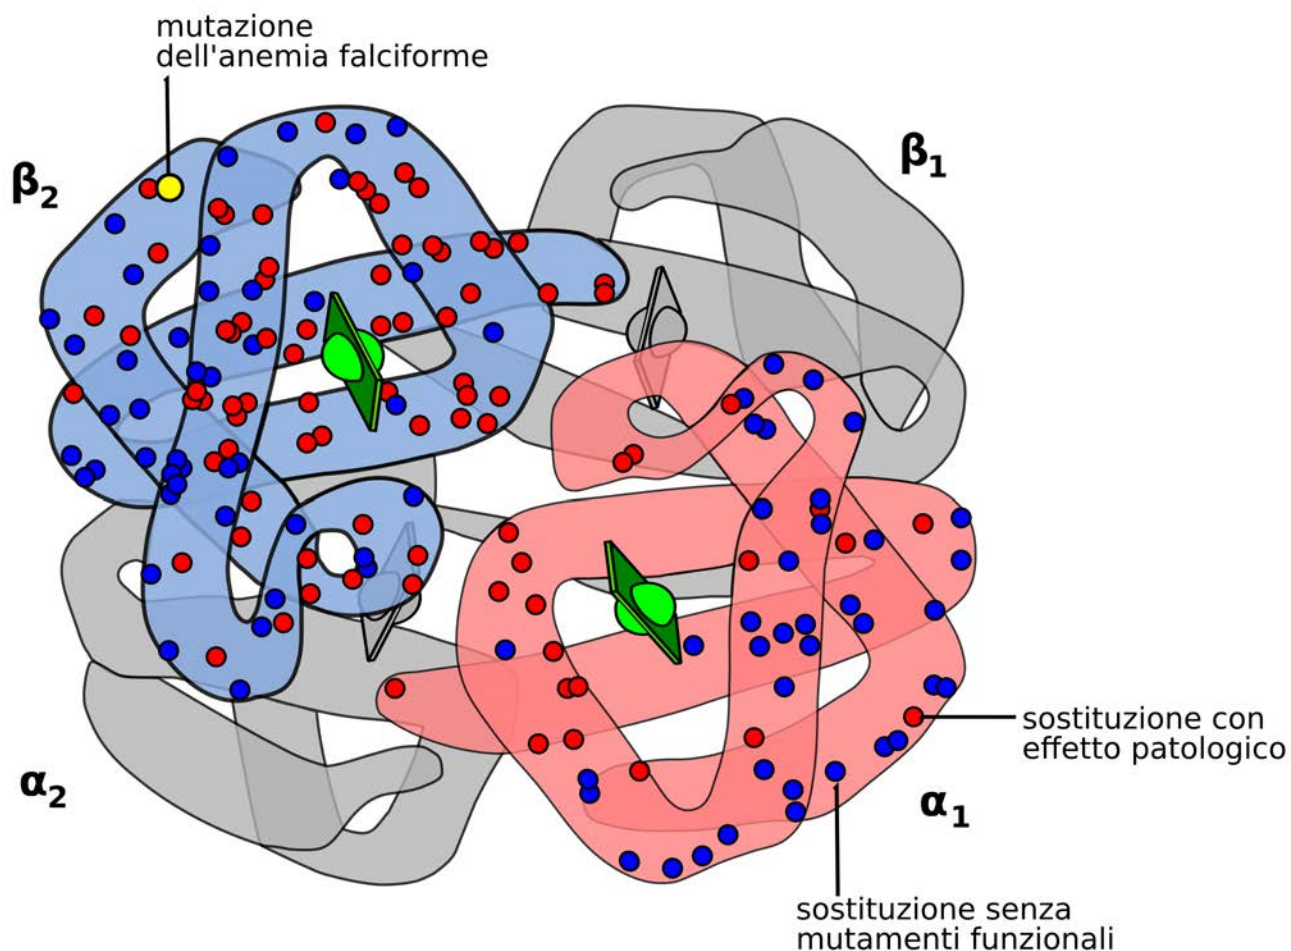 mutazione
dell'anemia falciforme
β2
β1
α2
α1
sostituzione con
effetto patologico
sostituzione senza
mutamenti funzionali